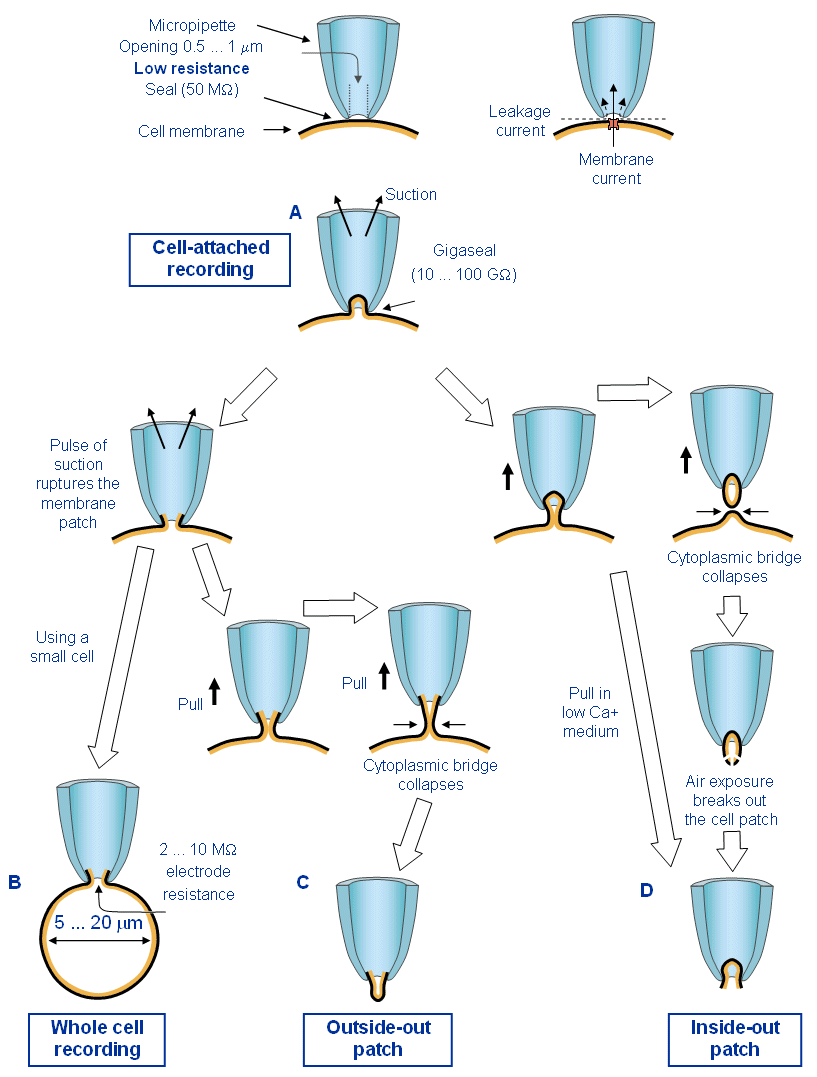 Micropipette
Opening 0.5 ... 1 μm
Low resistance
Seal (50 MΩ)
Cell membrane
Leakage
current
Membrane
current
A
Suction
Cell-attached
recording
Gigaseal
(10 ... 100 GΩ)
Pulse of
suction
ruptures the
membrane
patch
Cytoplasmic bridge
collapses
Using a
small cell
Pull
Pull
Cytoplasmic bridge
collapses
Pull in
low Ca+
medium
Air exposure
breaks out
the cell patch
B
2 ... 10 MΩ
electrode
resistance
5 ... 20 μm
C
D
Whole cell
recording
Outside-out
patch
Inside-out
patch